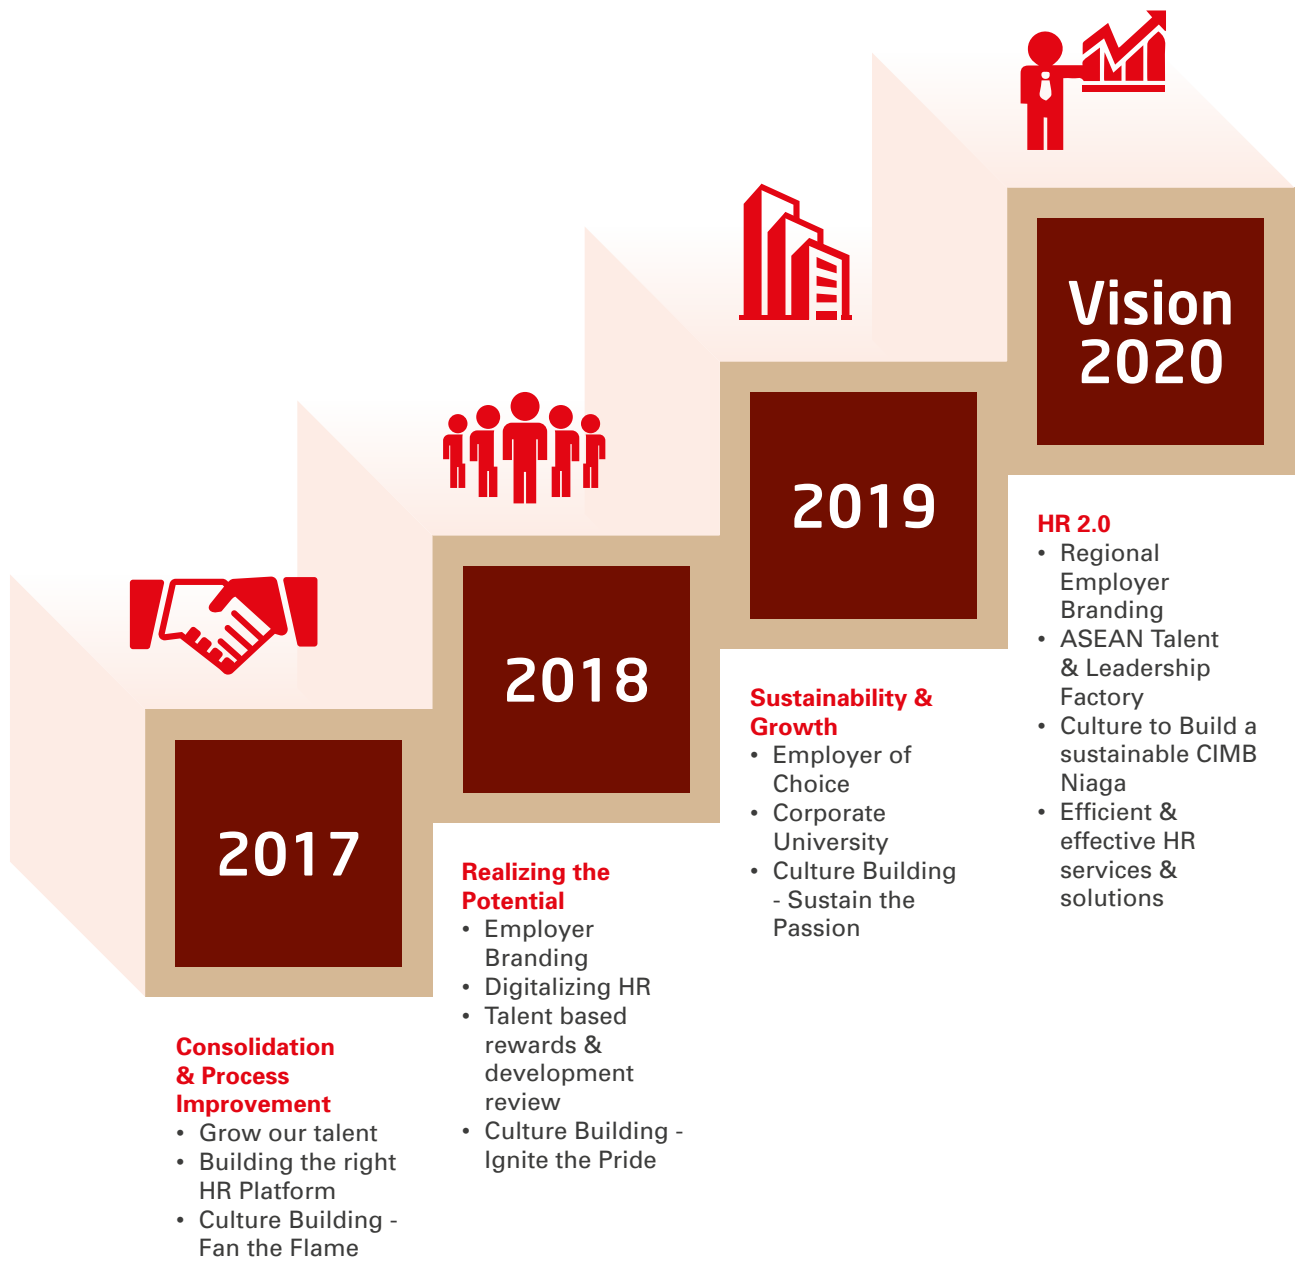 2017
Consolidation
& Process
Improvement
• Grow our talent
• Building the right
HR Platform
• Culture Building -
Fan the Flame
2018
Realizing the
Potential
• Employer
Branding
• Digitalizing HR
• Talent based
rewards &
development
review
• Culture Building -
Ignite the Pride
2019
Sustainability &
Growth
• Employer of
Choice
• Corporate
University
• Culture Building
- Sustain the
Passion
Vision
2020
HR 2.0
• Regional
Employer
Branding
• ASEAN Talent
& Leadership
Factory
• Culture to Build a
sustainable CIMB
Niaga
• Efficient &
effective HR
services &
solutions